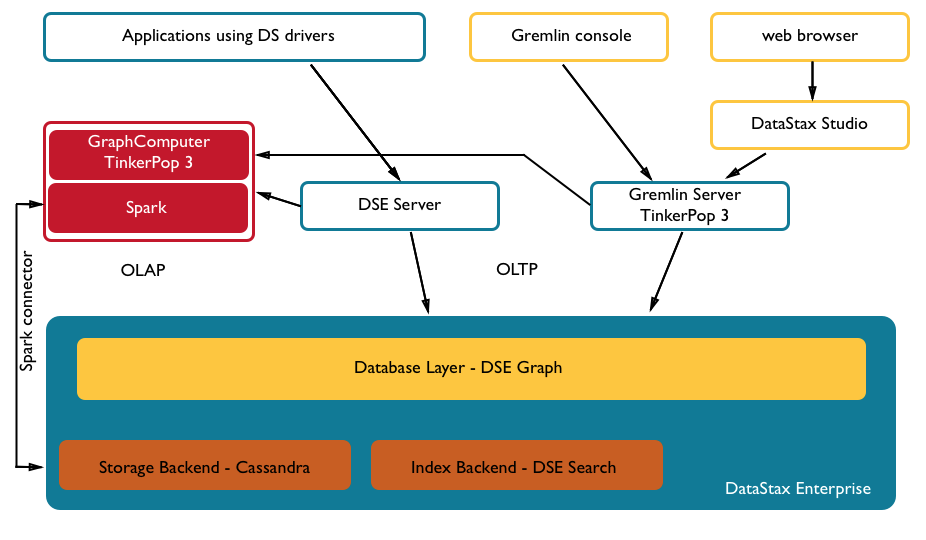 Applications using DS drivers
Gremlin console
web browser
DataStax Studio
GraphComputer
TinkerPop 3
Spark
DSE Server
Gremlin Server
TinkerPop 3
OLAP
OLTP
Spark connector
Database Layer - DSE Graph
Storage Backend - Cassandra
Index Backend - DSE Search
DataStax Enterprise